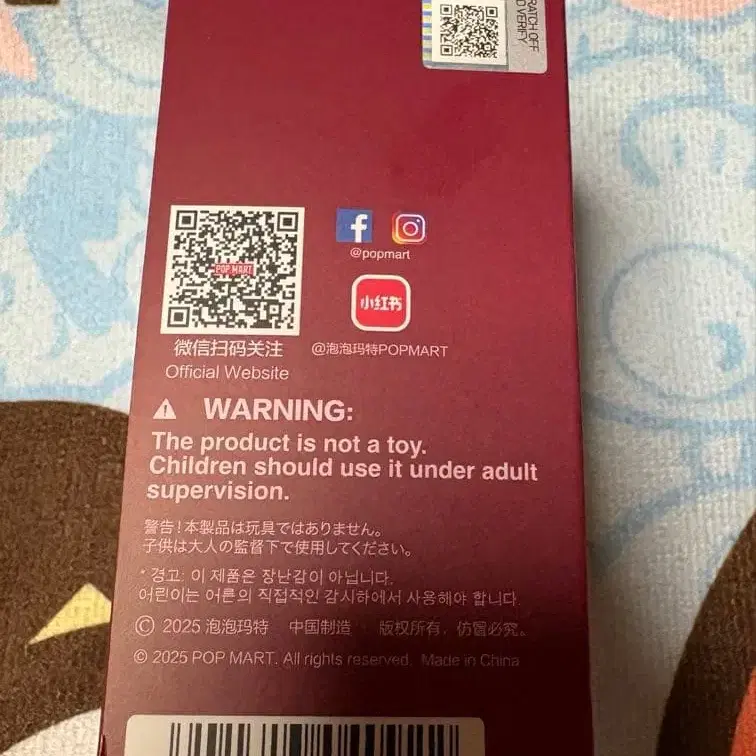 SCRATCH OFF
TO VERIFY
POP MART
@popmart
小红书
微信扫码关注
@泡泡玛特POPMART
Official Website
WARNING:
The product is not a toy.
Children should use it under adult
supervision.
警告!本製品は玩具ではありません。
子供は大人の監督下で使用してください。
* 경고: 이 제품은 장난감이 아닙니다.
어린이는 어른의 직접적인 감시하에서 사용해야 합니다.
© 2025 泡泡玛特 中国制造 · 版权所有，仿冒必究。
© 2025 POP MART. All rights reserved. Made in China